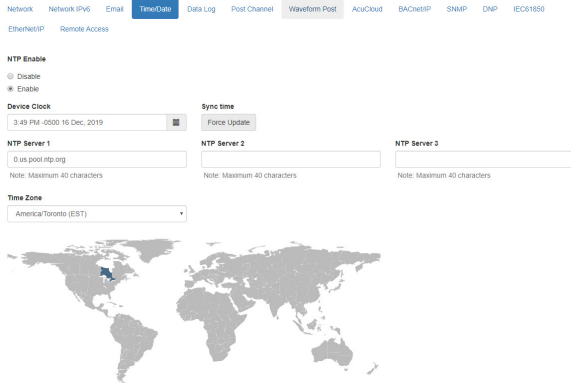 Network Network IPv6 Email Time/Date Data Log Post Channel Waveform Post AcuCloud BACnet/IP SNMP DNP IEC61850
EtherNet/IP Remote Access
NTP Enable
Disable
Enable
Device Clock Sync time
3:49 PM -0500 16 Dec, 2019 Force Update
NTP Server 1 NTP Server 2 NTP Server 3
0.us.pool.ntp.org
Note: Maximum 40 characters Note: Maximum 40 characters Note: Maximum 40 characters
Time Zone
America/Toronto (EST)